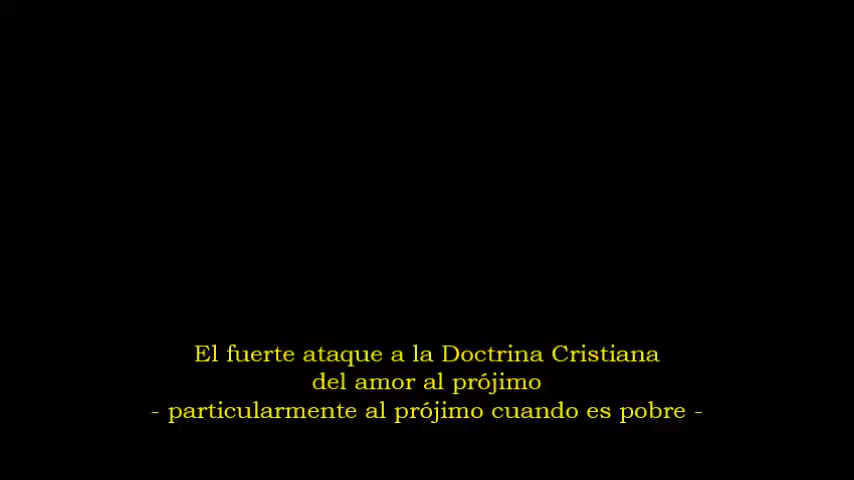 El fuerte ataque a la Doctrina Cristiana
del amor al prójimo
- particularmente al prójimo cuando es pobre -